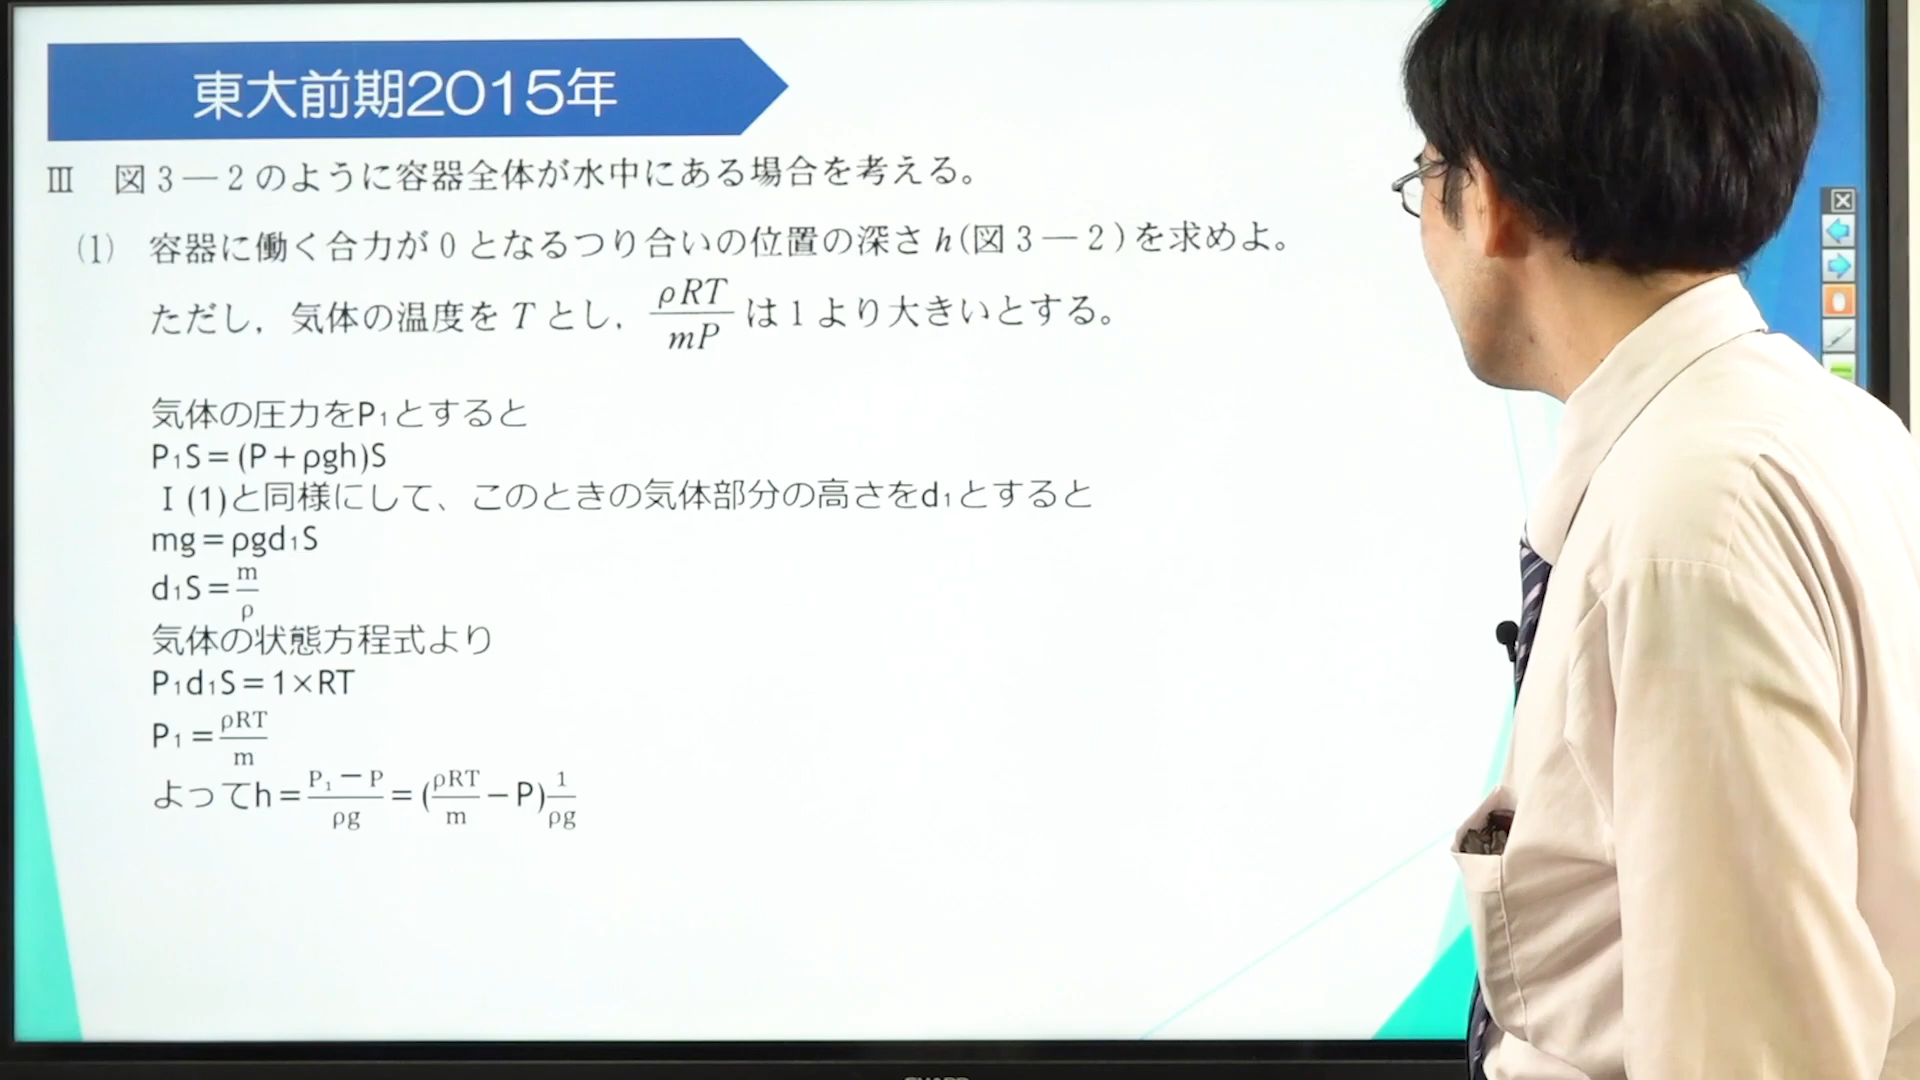 東大前期2015年
Ⅲ 図3―2のように容器全体が水中にある場合を考える。
(1) 容器に働く合力が0となるつり合いの位置の深さh(図3―2)を求めよ。
ただし，気体の温度をTとし，ρRT/mPは1より大きいとする。
気体の圧力をP₁とすると
P₁S=(P+ρgh)S
Ⅰ(1)と同様にして、このときの気体部分の高さをd₁とすると
mg=ρgd₁S
d₁S=m/ρ
気体の状態方程式より
P₁d₁S=1×RT
P₁=ρRT/m
よってh=(P₁－P)/ρg=(ρRT/m－P)1/ρg